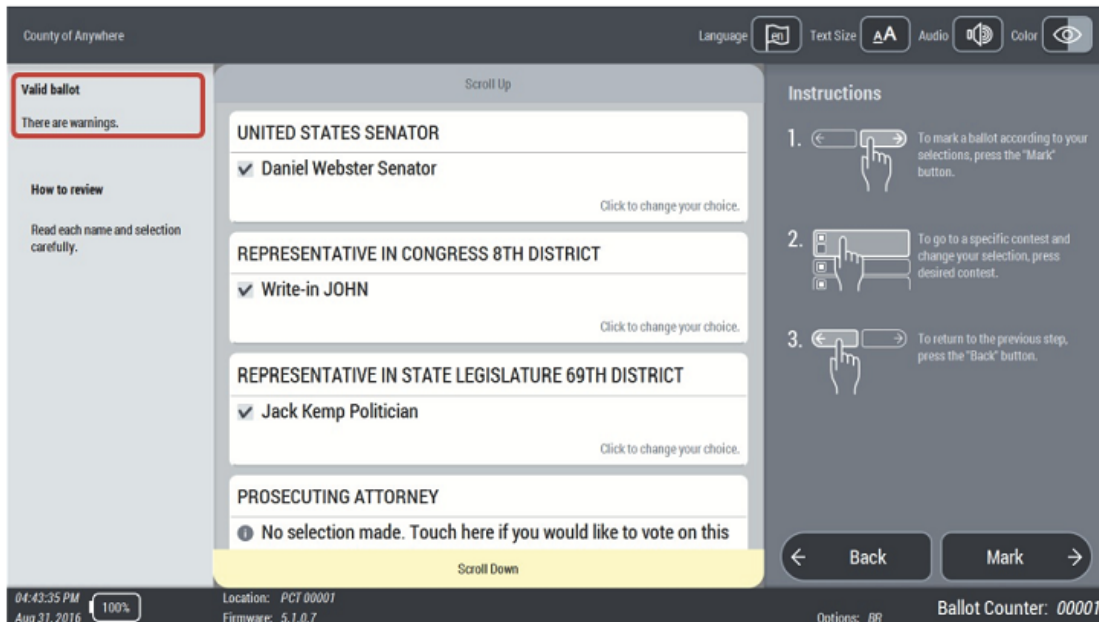 County of Anywhere
Language en Text Size AA Audio Color
Valid ballot
There are warnings.
How to review
Read each name and selection
carefully.
Scroll Up
UNITED STATES SENATOR
Daniel Webster Senator
Click to change your choice.
REPRESENTATIVE IN CONGRESS 8TH DISTRICT
Write-in JOHN
Click to change your choice.
REPRESENTATIVE IN STATE LEGISLATURE 69TH DISTRICT
Jack Kemp Politician
Click to change your choice.
PROSECUTING ATTORNEY
No selection made. Touch here if you would like to vote on this
Scroll Down
Instructions
1. To mark a ballot according to your
selections, press the "Mark"
button.
2. To go to a specific contest and
change your selection, press
desired contest.
3. To return to the previous step,
press the "Back" button.
Back
Mark
04:43:35 PM
Aug 31, 2016
100%
Location: PCT 00001
Firmware: 5.1.0.7
Options: BR
Ballot Counter: 00001